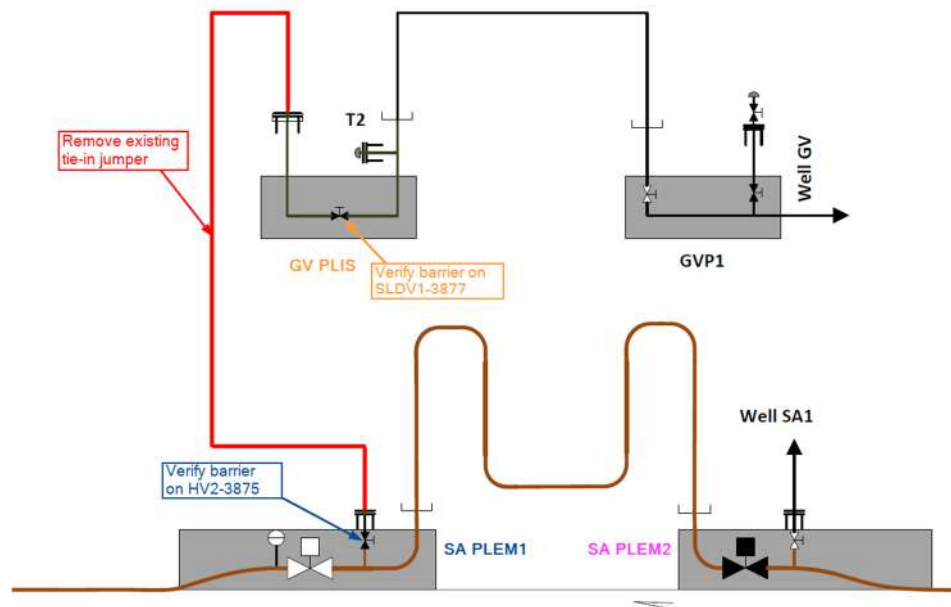 T2
Remove existing
tie-in jumper
Well GV
GV PLIS
Verify barrier on
SLDV1-3877
GVP1
Well SA1
Verify barrier
on HV2-3875
SA PLEM1
SA PLEM2